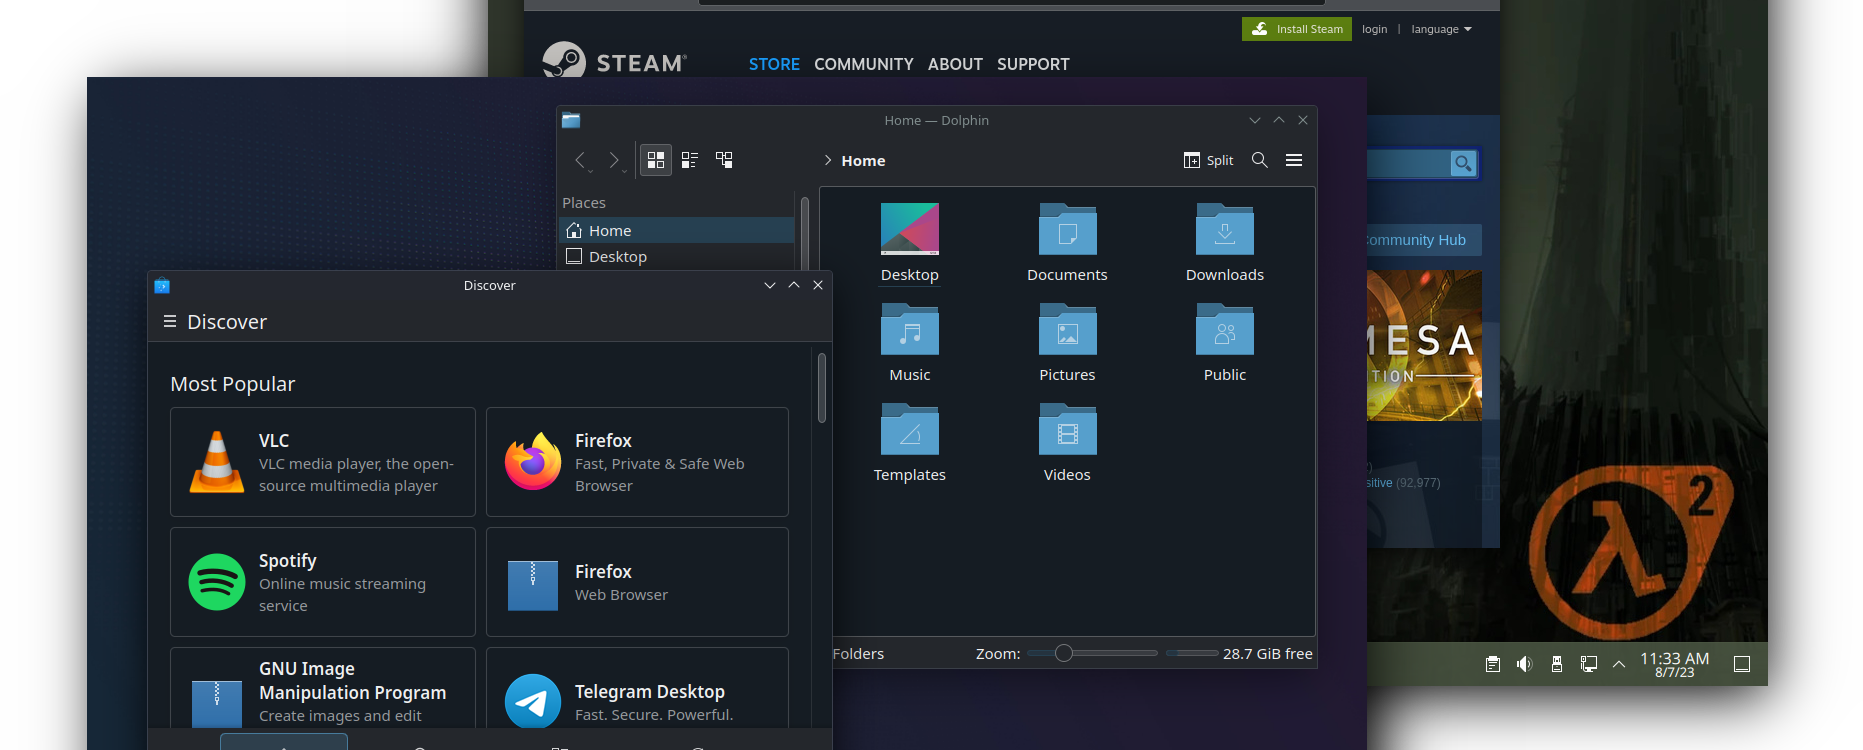 Install Steam login | language
STEAM®
STORE COMMUNITY ABOUT SUPPORT
Home — Dolphin
Home
Split
Places
Home
Desktop
Desktop
Documents
Downloads
Music
Pictures
Public
Templates
Videos
Folders
Zoom:
28.7 GiB free
Discover
Discover
Most Popular
VLC
VLC media player, the open-
source multimedia player
Firefox
Fast, Private & Safe Web
Browser
Spotify
Online music streaming
service
Firefox
Web Browser
GNU Image
Manipulation Program
Create images and edit
Telegram Desktop
Fast. Secure. Powerful.
Community Hub
MESA
TION
sitive (92,977)
2
11:33 AM
8/7/23